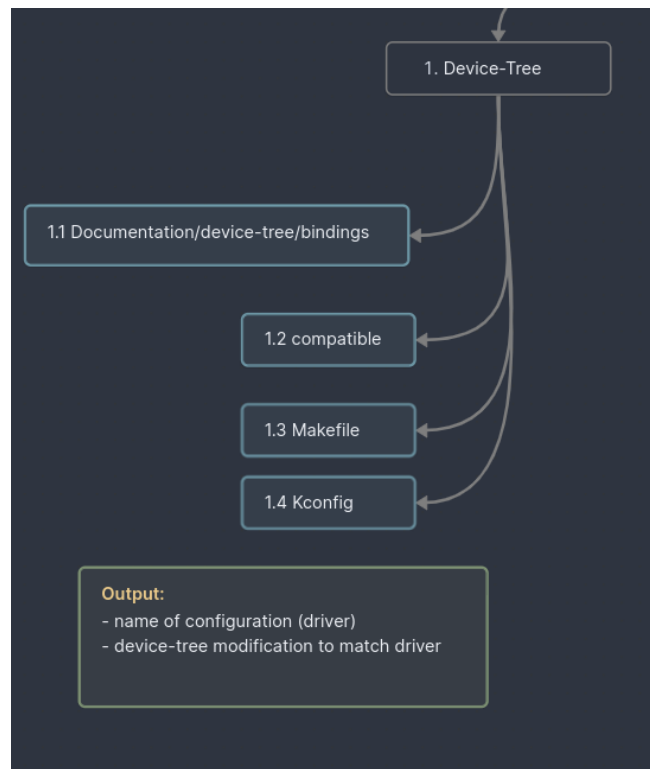 1. Device-Tree
1.1 Documentation/device-tree/bindings
1.2 compatible
1.3 Makefile
1.4 Kconfig
Output:
- name of configuration (driver)
- device-tree modification to match driver